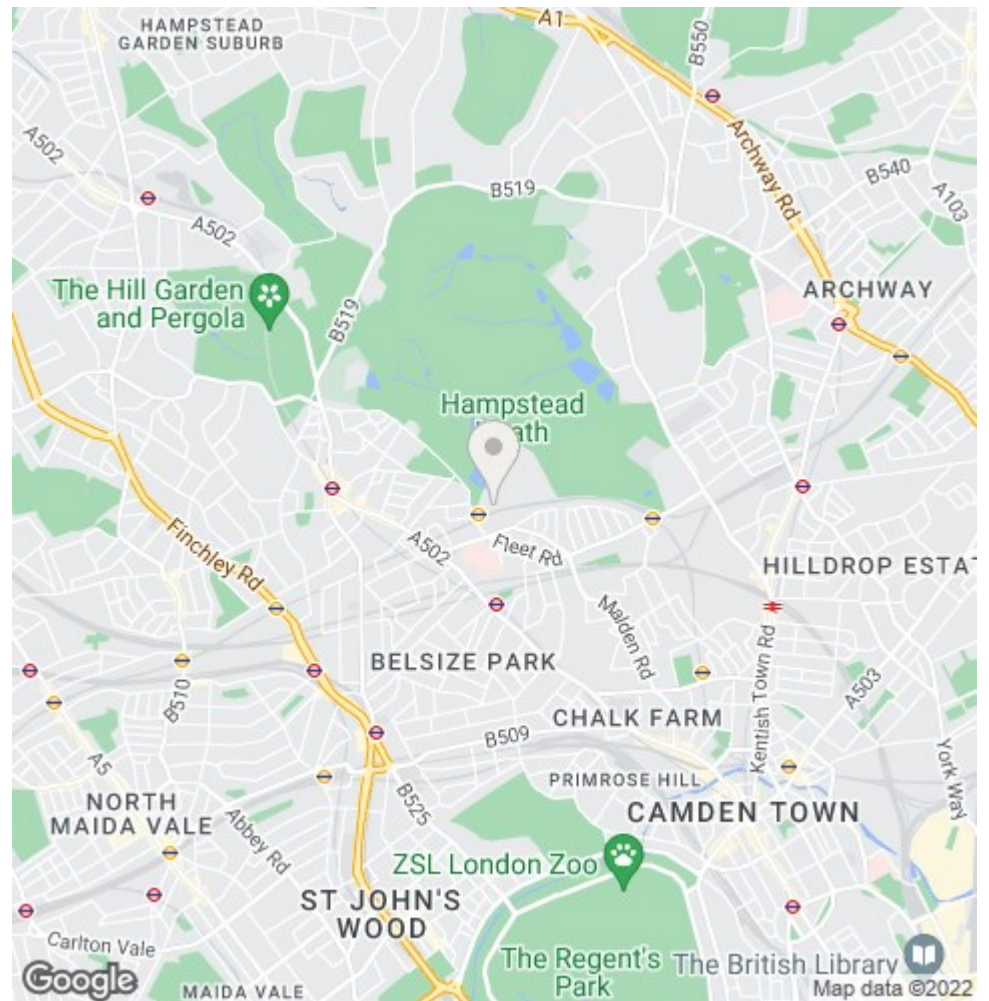 HAMPSTEAD
GARDEN SUBURB
A1
B550
A502
Archway Rd
B519
B540
A103
A502
The Hill Garden
and Pergola
B519
ARCHWAY
Hampstead
Finchley Rd
A502
Fleet Rd
HILLDROP ESTAT
Malden Rd
BELSIZE PARK
Kentish Town Rd
A503
B510
CHALK FARM
B509
A5
PRIMROSE HILL
York Way
B525
NORTH
MAIDA VALE
Abbey Rd
CAMDEN TOWN
ZSL London Zoo
ST JOHN'S
WOOD
Carlton Vale
The Regent's
Park
The British Library
Google
MAIDA VALE
Map data ©2022